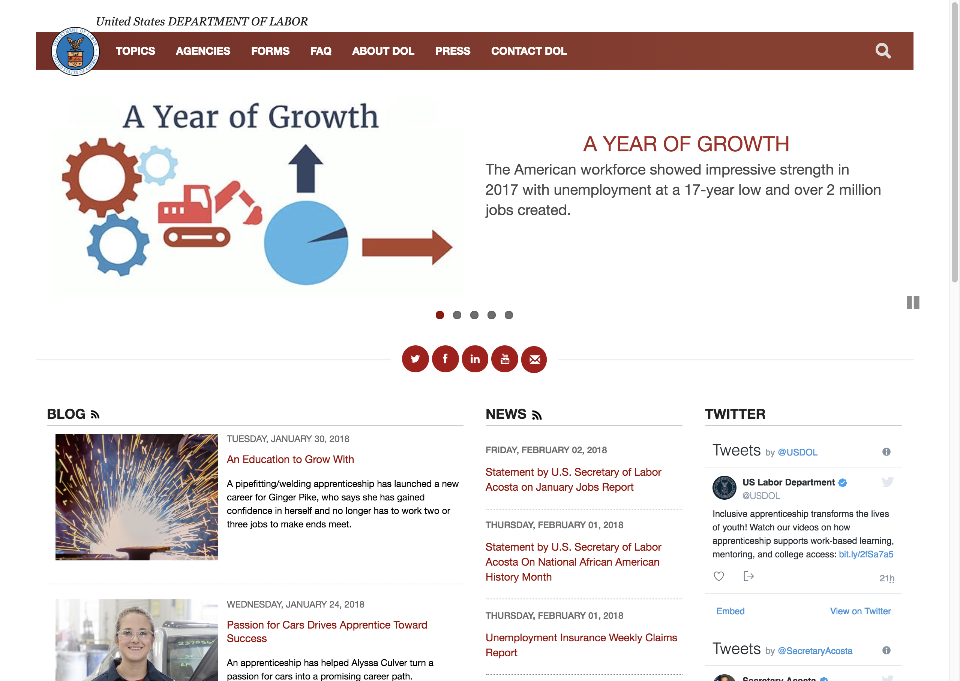 United States DEPARTMENT OF LABOR
TOPICS AGENCIES FORMS FAQ ABOUT DOL PRESS CONTACT DOL
A Year of Growth
A YEAR OF GROWTH
The American workforce showed impressive strength in
2017 with unemployment at a 17-year low and over 2 million
jobs created.
BLOG
TUESDAY, JANUARY 30, 2018
An Education to Grow With
A pipefitting/welding apprenticeship has launched a new
career for Ginger Pike, who says she has gained
confidence in herself and no longer has to work two or
three jobs to make ends meet.
WEDNESDAY, JANUARY 24, 2018
Passion for Cars Drives Apprentice Toward
Success
An apprenticeship has helped Alyssa Culver turn a
passion for cars into a promising career path.
NEWS
FRIDAY, FEBRUARY 02, 2018
Statement by U.S. Secretary of Labor
Acosta on January Jobs Report
THURSDAY, FEBRUARY 01, 2018
Statement by U.S. Secretary of Labor
Acosta On National African American
History Month
THURSDAY, FEBRUARY 01, 2018
Unemployment Insurance Weekly Claims
Report
TWITTER
Tweets by @USDOL
US Labor Department
@USDOL
Inclusive apprenticeship transforms the lives
of youth! Watch our videos on how
apprenticeship supports work-based learning,
mentoring, and college access: bit.ly/2fSa7a5
21h
Embed View on Twitter
Tweets by @SecretaryAcosta
Secretary Acosta